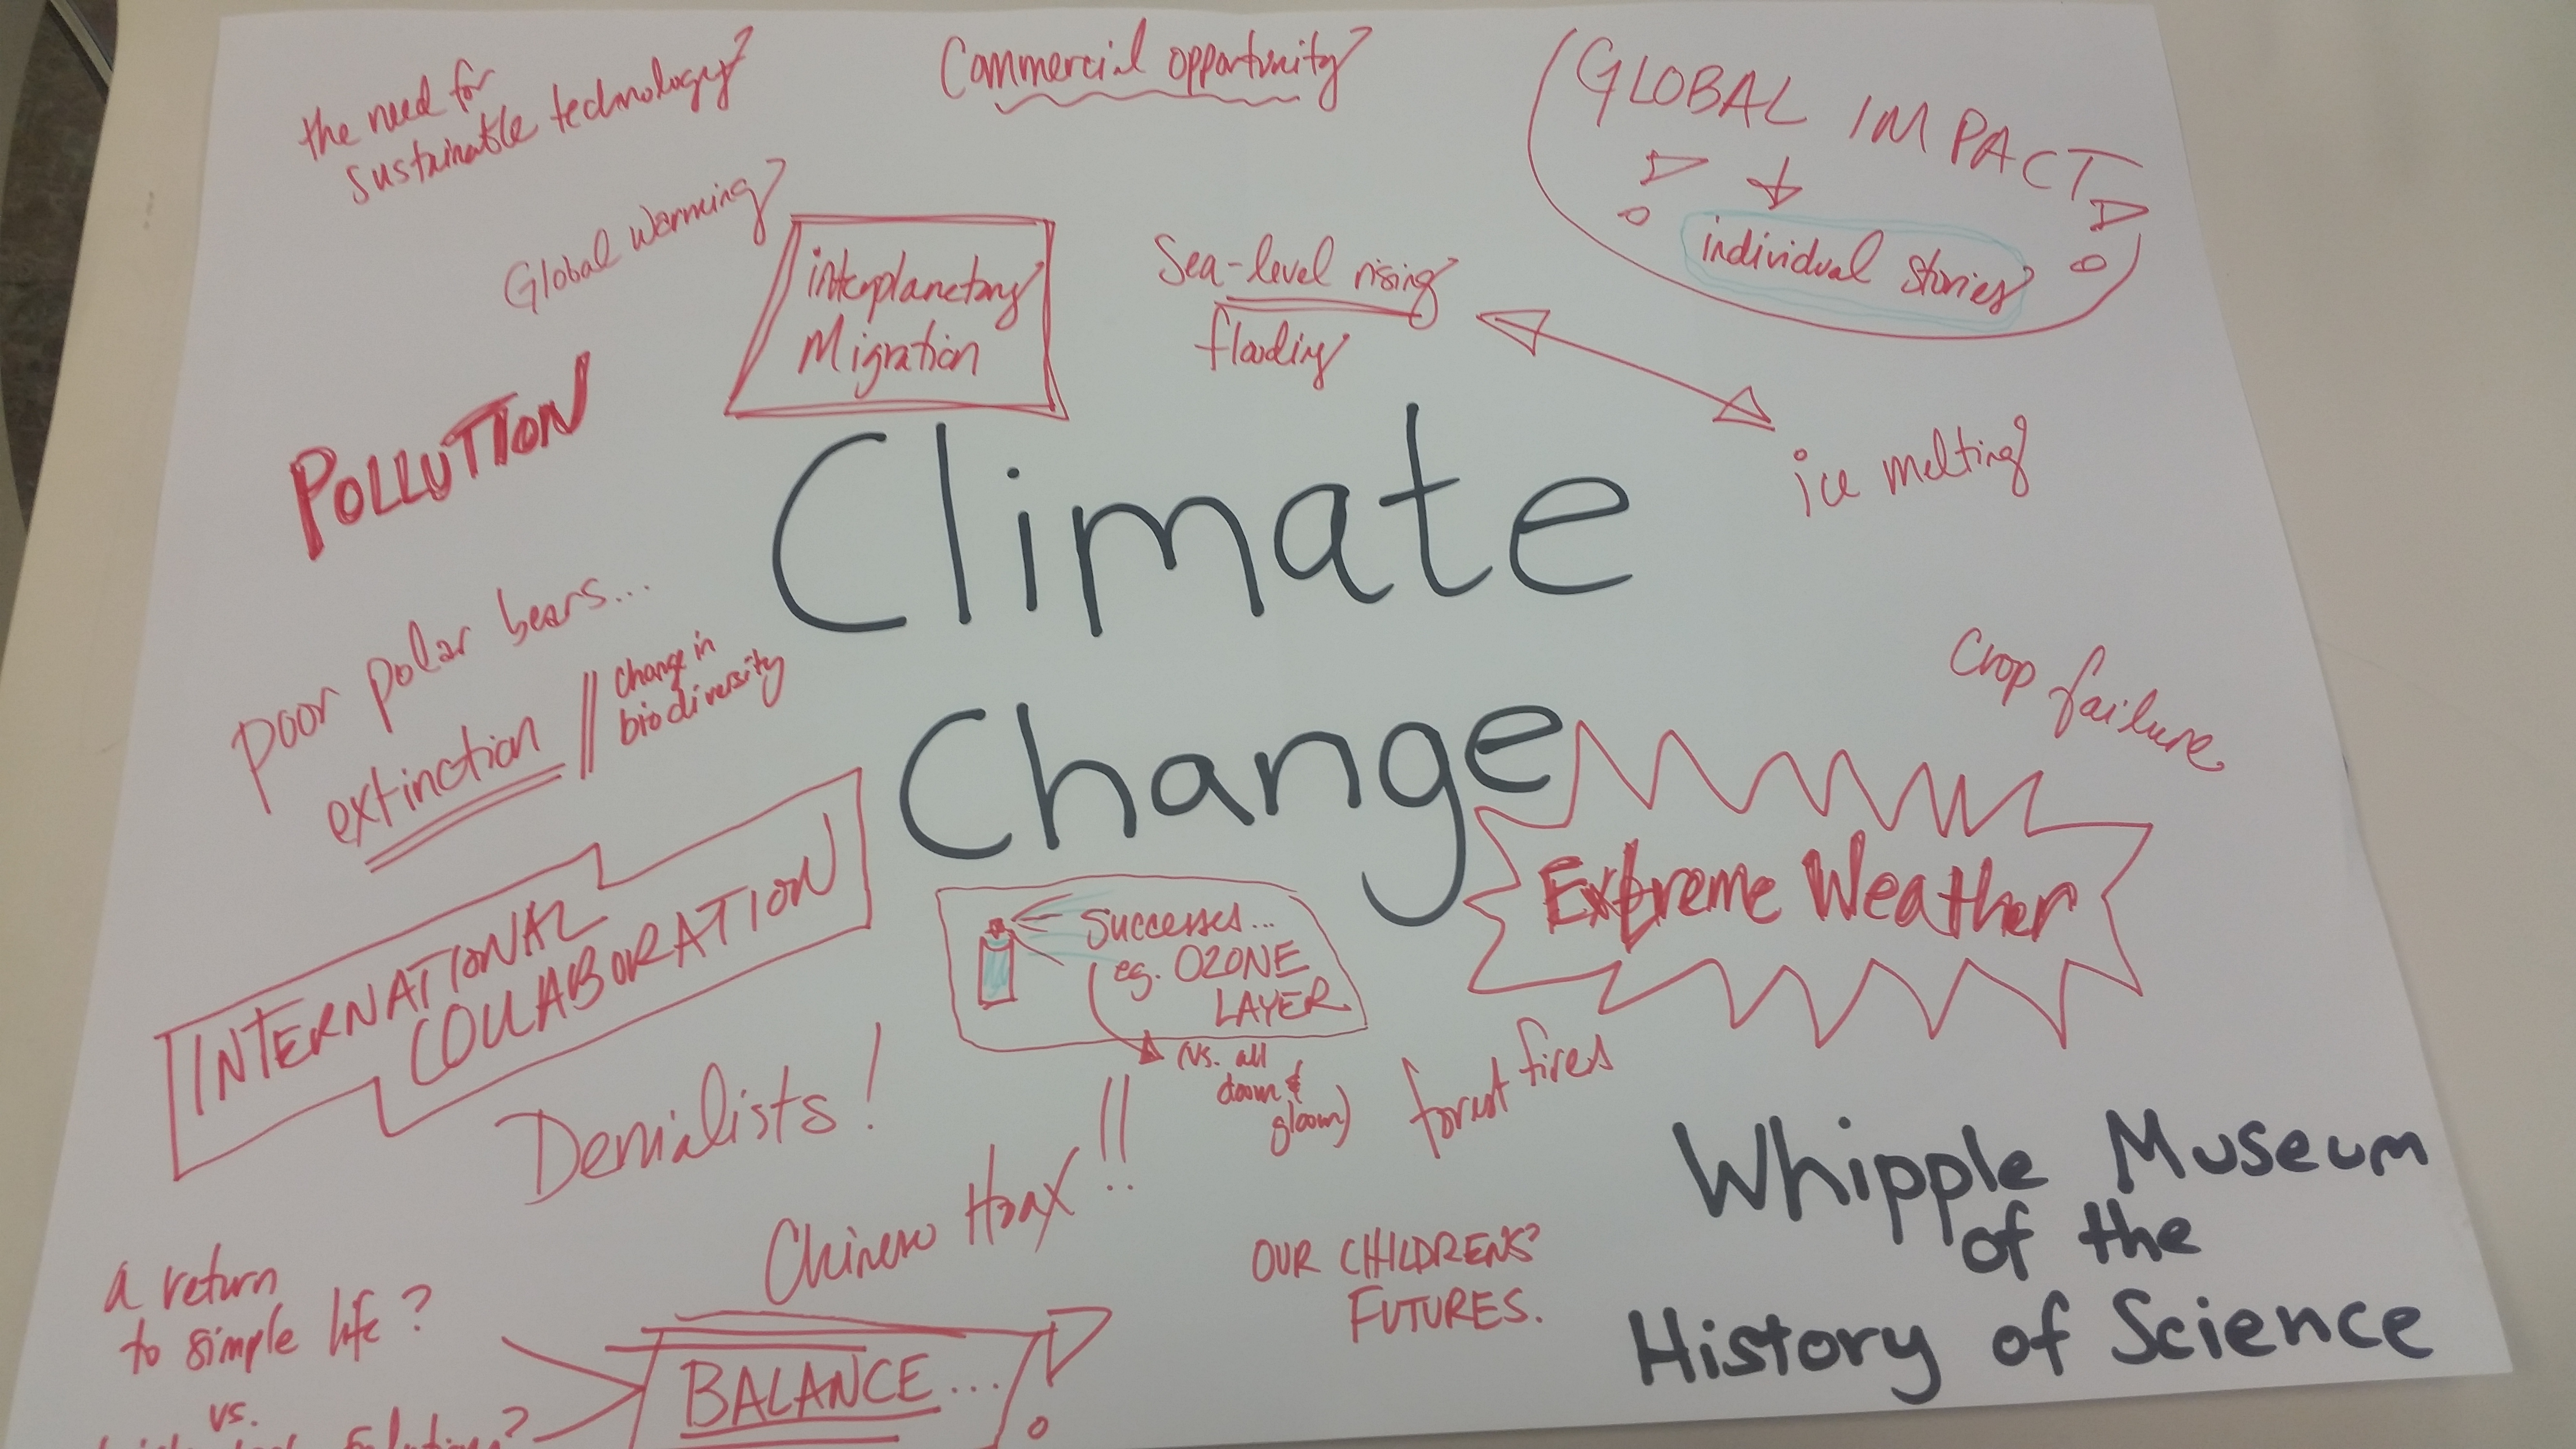 the need for
sustainable technology
Commercial opportunity
GLOBAL IMPACT
individual stories
Global warming
interplanetary
Migration
Sea-level rising
flooding
ice melting
POLLUTION
Climate
Change
poor polar bears...
extinction // change in
biodiversity
Crop failure
Extreme Weather
INTERNATIONAL
COLLABORATION
Successes...
eg. OZONE
LAYER
(vs. all
doom &
gloom)
forest fires
Denialists!
Chinese Hoax!!
OUR CHILDRENS'
FUTURES.
Whipple Museum
of the
History of Science
a return
to simple life?
vs.
BALANCE...